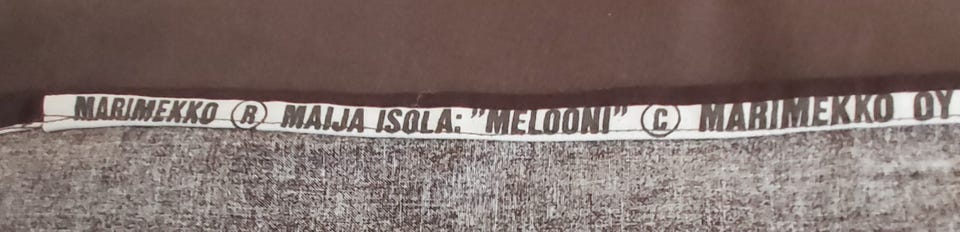 MARIMEKKO ® MAIJA ISOLA: ”MELOONI” © MARIMEKKO OY